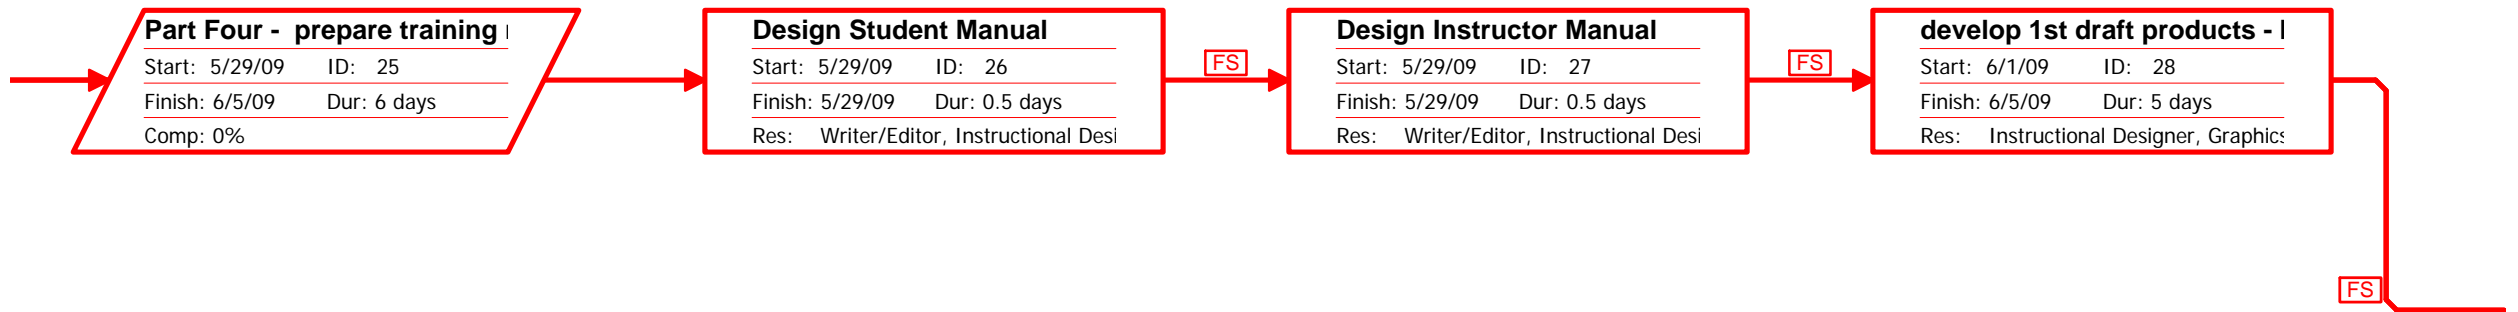 Part Four -  prepare training
Start: 5/29/09 ID: 25
Finish: 6/5/09 Dur: 6 days
Comp: 0%
Design Student Manual
Start: 5/29/09 ID: 26
Finish: 5/29/09 Dur: 0.5 days
Res: Writer/Editor, Instructional Desi
FS
Design Instructor Manual
Start: 5/29/09 ID: 27
Finish: 5/29/09 Dur: 0.5 days
Res: Writer/Editor, Instructional Desi
FS
develop 1st draft products -
Start: 6/1/09 ID: 28
Finish: 6/5/09 Dur: 5 days
Res: Instructional Designer, Graphics
FS